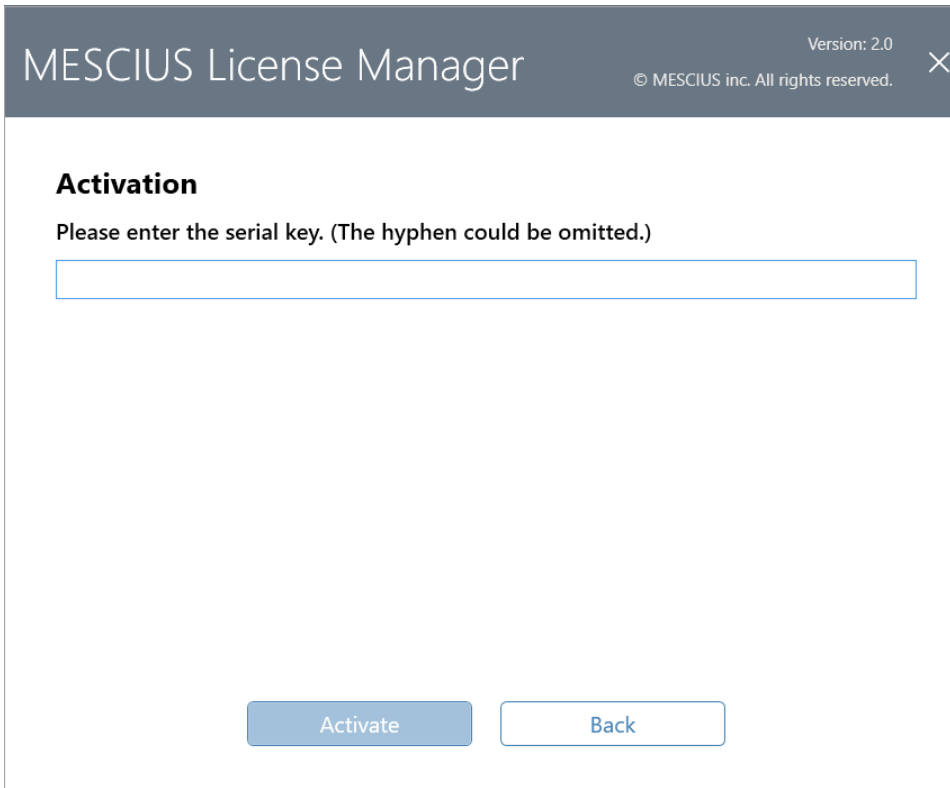 MESCIUS License Manager
Version: 2.0
© MESCIUS inc. All rights reserved.
Activation
Please enter the serial key. (The hyphen could be omitted.)
Activate
Back